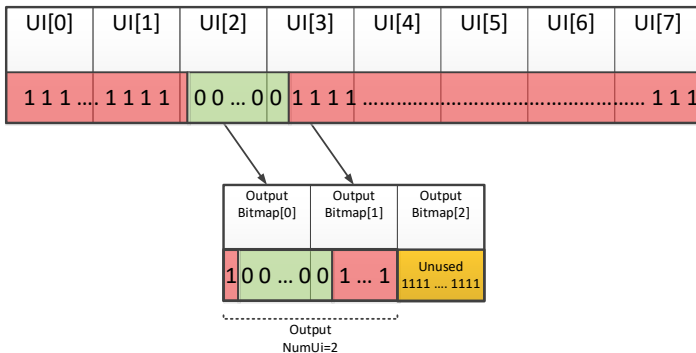 UI[0] UI[1] UI[2] UI[3] UI[4] UI[5] UI[6] UI[7]
1 1 1 .... 1 1 1 1 0 0 ... 0 0 1 1 1 1 ............................................................... 1 1 1
Output Output Output
Bitmap[0] Bitmap[1] Bitmap[2]
1 0 0 ... 0 0 1 ... 1 Unused
1111 .... 1111
Output
NumUi=2